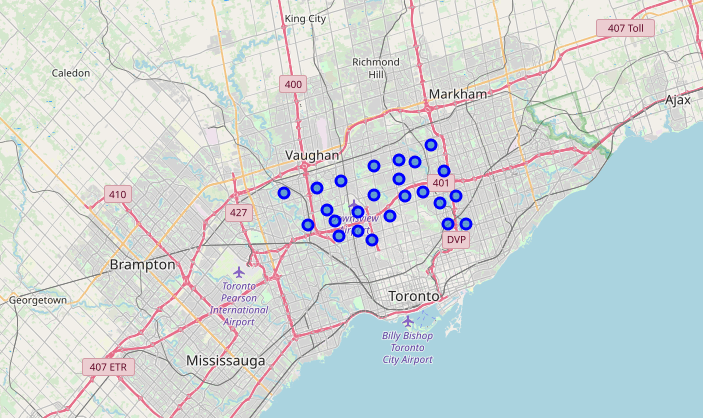 King City
407 Toll
Richmond
Hill
Caledon
400
Markham
Ajax
Vaughan
401
410
427
Airport
DVP
Brampton
Toronto
Pearson
International
Airport
Georgetown
Toronto
Billy Bishop
Toronto
City Airport
Mississauga
407 ETR